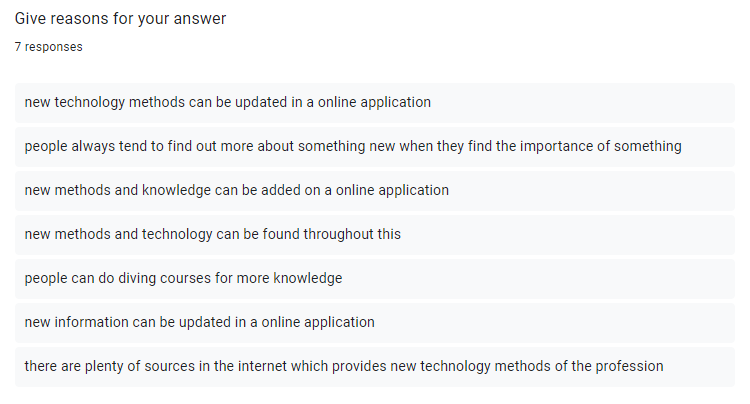 Give reasons for your answer
7 responses
new technology methods can be updated in a online application
people always tend to find out more about something new when they find the importance of something
new methods and knowledge can be added on a online application
new methods and technology can be found throughout this
people can do diving courses for more knowledge
new information can be updated in a online application
there are plenty of sources in the internet which provides new technology methods of the profession